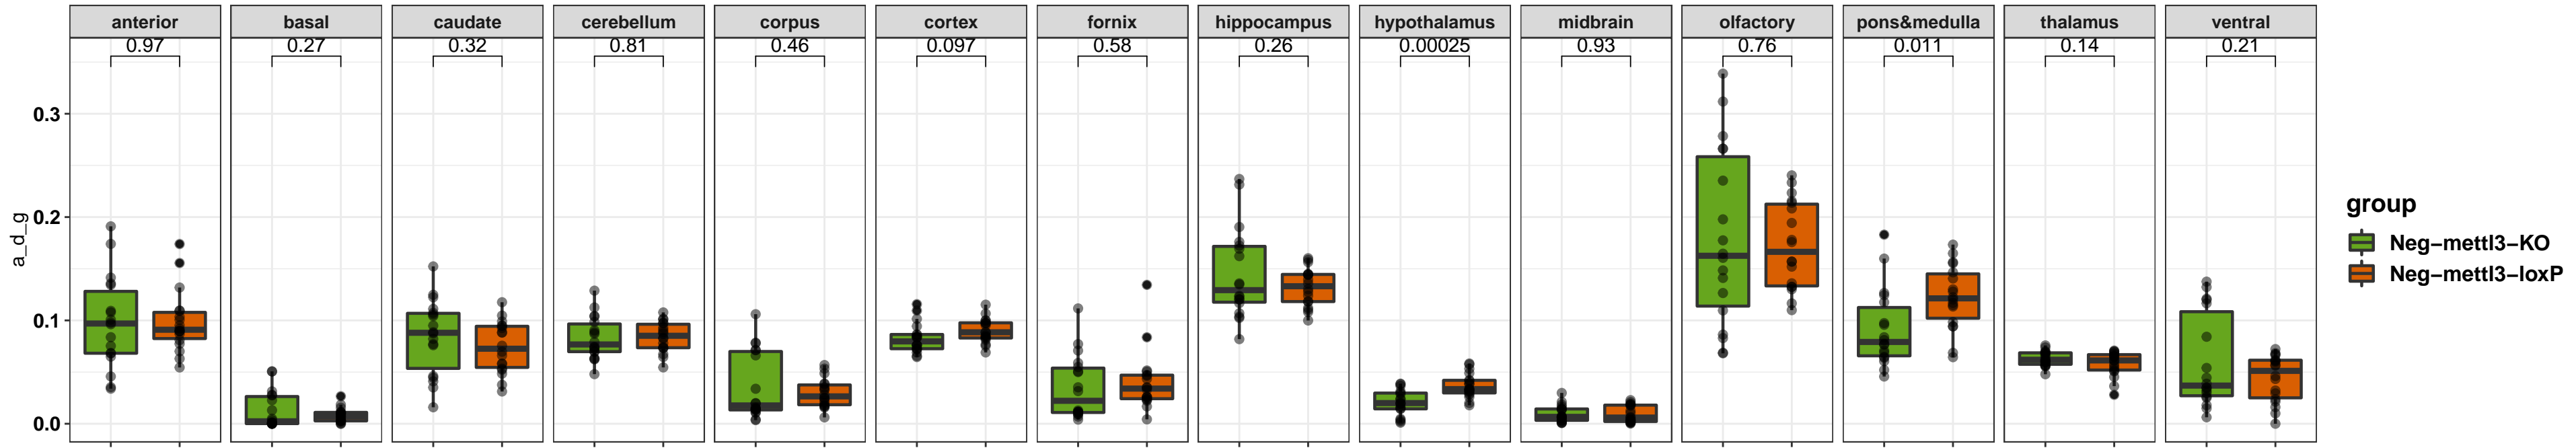 anterior basal caudate cerebellum corpus cortex fornix hippocampus hypothalamus midbrain olfactory pons&medulla thalamus ventral
0.97 0.27 0.32 0.81 0.46 0.097 0.58 0.26 0.00025 0.93 0.76 0.011 0.14 0.21
0.3
0.2
0.1
0.0
a_d_g
group
Neg−mettl3−KO
Neg−mettl3−loxP